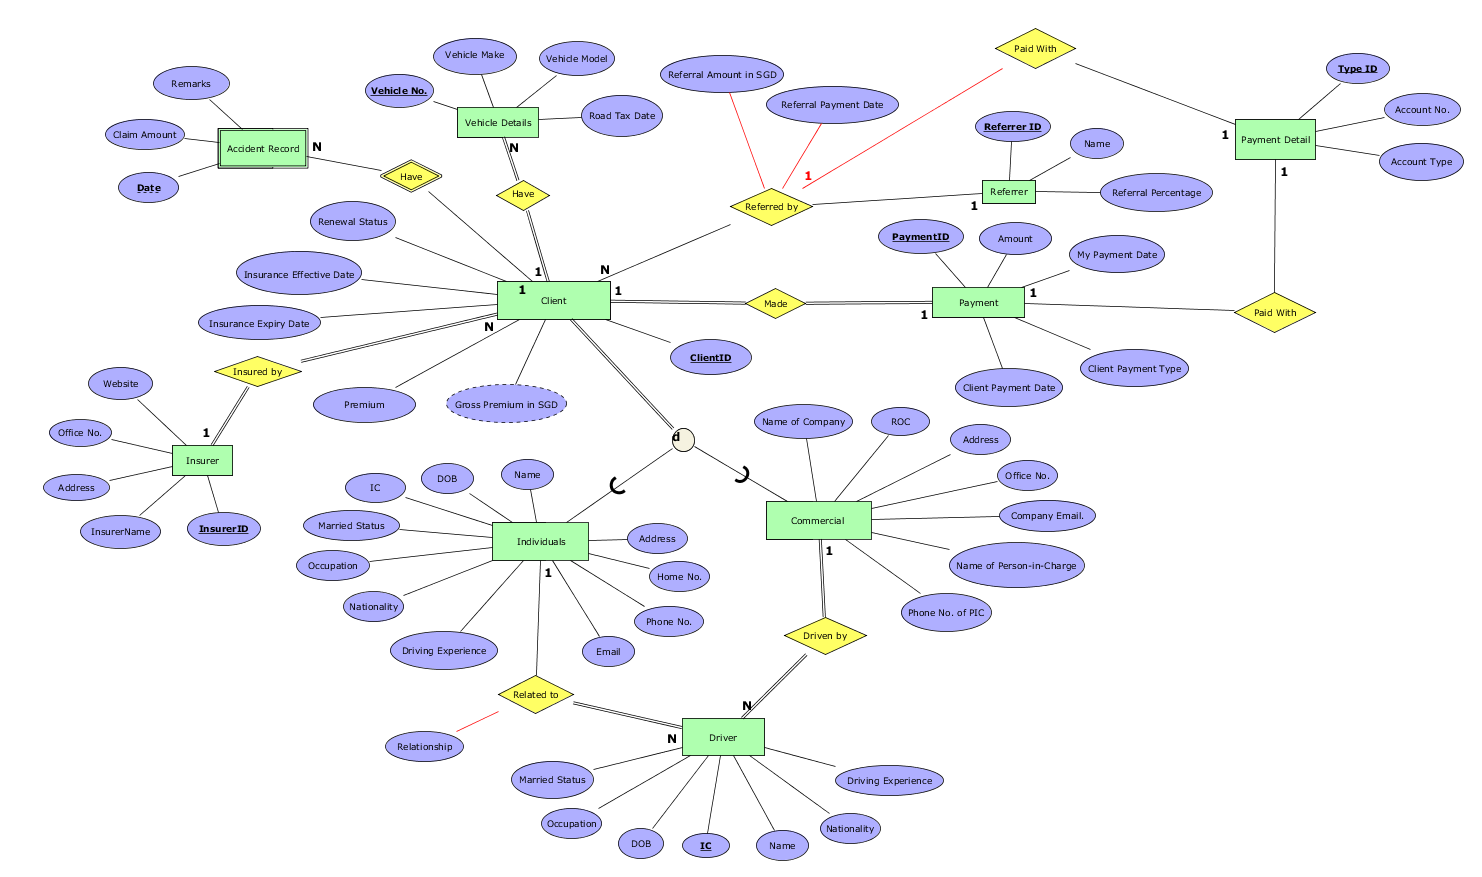 Paid With
Vehicle Make
Vehicle Model
Type ID
Referral Amount in SGD
Remarks
Vehicle No.
Referral Payment Date
Account No.
Road Tax Date
Vehicle Details
Referrer ID
Claim Amount
1
Payment Detail
Name
Accident Record
N
N
Account Type
1
Have
1
Date
Have
Referrer
Referral Percentage
Referred by
1
Renewal Status
PaymentID
Amount
My Payment Date
Insurance Effective Date
1
N
1
Client
1
1
Made
Payment
1
Paid With
Insurance Expiry Date
N
ClientID
Insured by
Client Payment Type
Website
Client Payment Date
Premium
Gross Premium in SGD
Name of Company
ROC
Office No.
1
d
Address
Insurer
DOB
Name
Office No.
Address
IC
Company Email.
Commercial
Married Status
InsurerName
InsurerID
Individuals
Address
1
Occupation
1
Name of Person-in-Charge
Home No.
Nationality
Phone No. of PIC
Phone No.
Driven by
Driving Experience
Email
Related to
N
Relationship
N
Driver
Married Status
Driving Experience
Occupation
Nationality
DOB
IC
Name